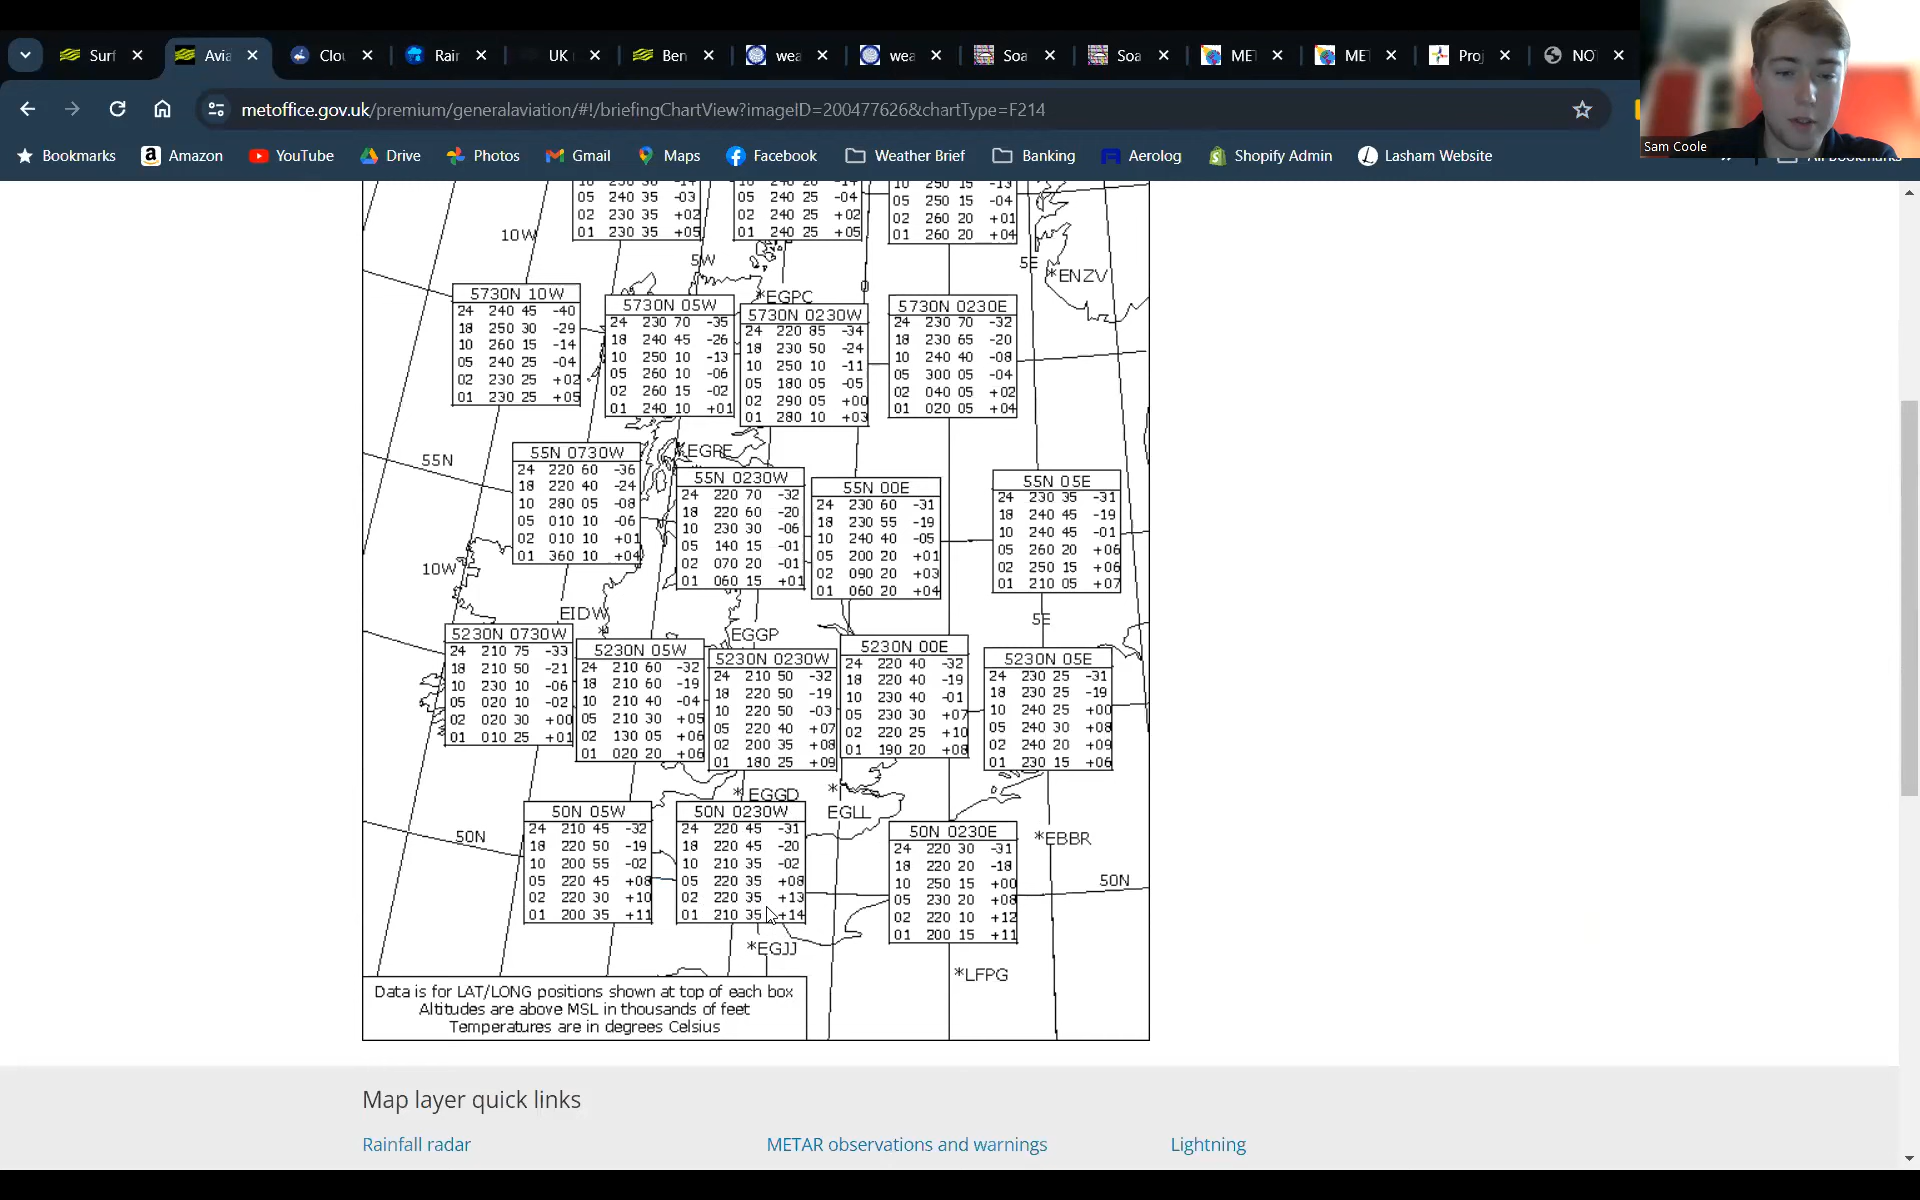 Surf
Avia
Clou
Rair
UK
Ben
wea
wea
Soa
Soa
ME
ME
Proj
NO
metoffice.gov.uk/premium/generalaviation/#!/briefingChartView?imageID=200477626&chartType=F214
Sam Coole
Bookmarks
Amazon
YouTube
Drive
Photos
Gmail
Maps
Facebook
Weather Brief
Banking
Aerolog
Shopify Admin
Lasham Website
05 240 35 -03
02 230 35 +02
01 230 35 +05
05 240 25 -04
02 240 25 +02
01 240 25 +05
10 250 15 -13
05 250 15 -04
02 260 20 +01
01 260 20 +04
10W
5W
5E
*ENZV
*EGPC
0
5730N 10W
24 240 45 -40
18 250 30 -29
10 260 15 -14
05 240 25 -04
02 230 25 +02
01 230 25 +05
5730N 05W
24 230 70 -35
18 240 45 -26
10 250 10 -13
05 260 10 -06
02 260 15 -02
01 240 10 +01
5730N 0230W
24 220 85 -34
18 230 50 -24
10 250 10 -11
05 180 05 -05
02 290 05 +00
01 280 10 +03
5730N 0230E
24 230 70 -32
18 230 65 -20
10 240 40 -08
05 300 05 -04
02 040 05 +02
01 020 05 +04
55N
*EGPF
55N 0730W
24 220 60 -36
18 220 40 -24
10 280 05 -08
05 010 10 -06
02 010 10 +01
01 360 10 +04
55N 0230W
24 220 70 -32
18 220 60 -20
10 230 30 -06
05 140 15 -01
02 070 20 -01
01 060 15 +01
55N 00E
24 230 60 -31
18 230 55 -19
10 240 40 -05
05 200 20 +01
02 090 20 +03
01 060 20 +04
55N 05E
24 230 35 -31
18 240 45 -19
10 240 45 -01
05 260 20 +06
02 250 15 +06
01 210 05 +07
10W
EIDW
*
EGGP
5E
5230N 0730W
24 210 75 -33
18 210 50 -21
10 230 10 -06
05 020 10 -02
02 020 30 +00
01 010 25 +01
5230N 05W
24 210 60 -32
18 210 60 -19
10 210 40 -04
05 210 30 +05
02 130 05 +06
01 020 20 +06
5230N 0230W
24 210 50 -32
18 220 50 -19
10 220 50 -03
05 220 40 +07
02 200 35 +08
01 180 25 +09
5230N 00E
24 220 40 -32
18 220 40 -19
10 230 40 -01
05 230 30 +07
02 220 25 +10
01 190 20 +08
5230N 05E
24 230 25 -31
18 230 25 -19
10 240 25 +00
05 240 30 +08
02 240 20 +09
01 230 15 +06
* EGGD
*
EGLL
50N
*EBBR
50N
50N 05W
24 210 45 -32
18 220 50 -19
10 200 55 -02
05 220 45 +08
02 220 30 +10
01 200 35 +11
50N 0230W
24 220 45 -31
18 220 45 -20
10 210 35 -02
05 220 35 +08
02 220 35 +13
01 210 35 +14
50N 0230E
24 220 30 -31
18 220 20 -18
10 250 15 +00
05 230 20 +08
02 220 10 +12
01 200 15 +11
*EGJJ
*LFPG
Data is for LAT/LONG positions shown at top of each box
Altitudes are above MSL in thousands of feet
Temperatures are in degrees Celsius
Map layer quick links
Rainfall radar
METAR observations and warnings
Lightning